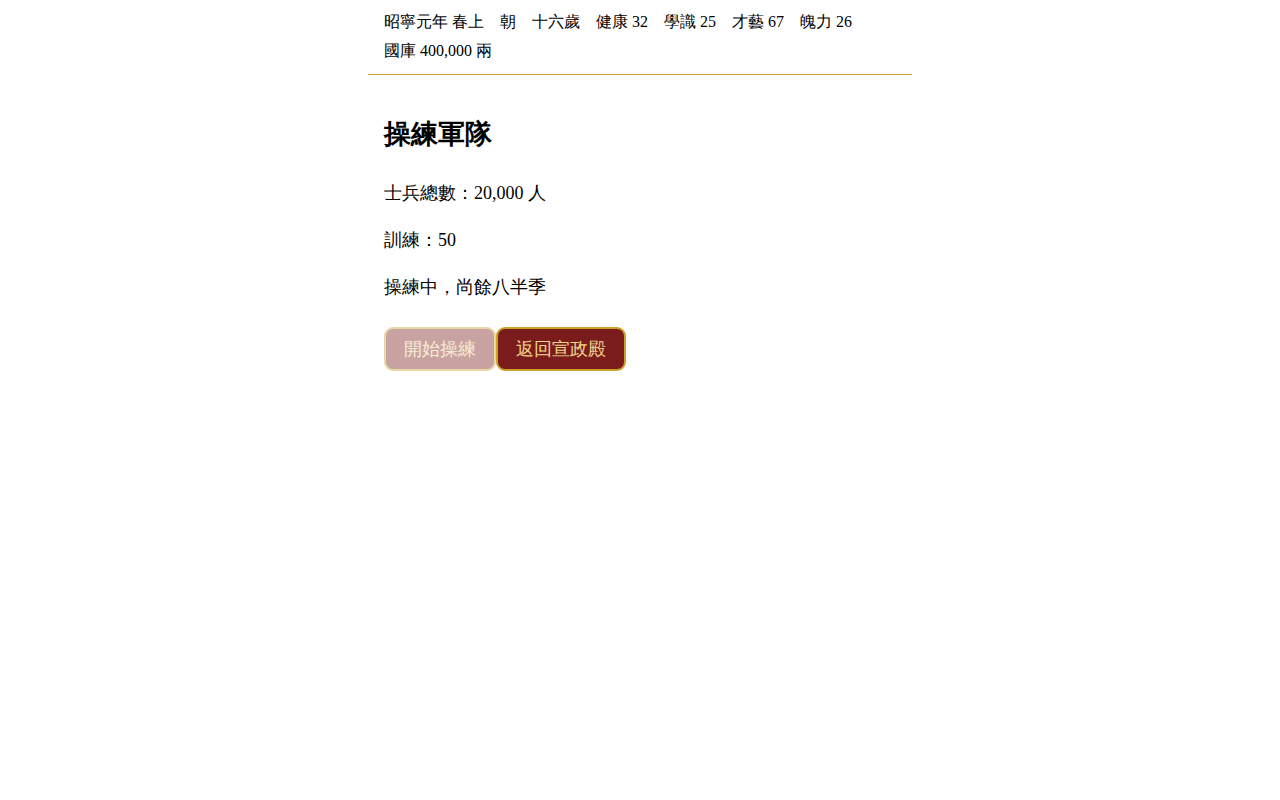 昭寧元年 春上　朝　十六歲　健康 32　學識 25　才藝 67　魄力 26
國庫 400,000 兩
操練軍隊
士兵總數：20,000 人
訓練：50
操練中，尚餘八半季
開始操練 返回宣政殿